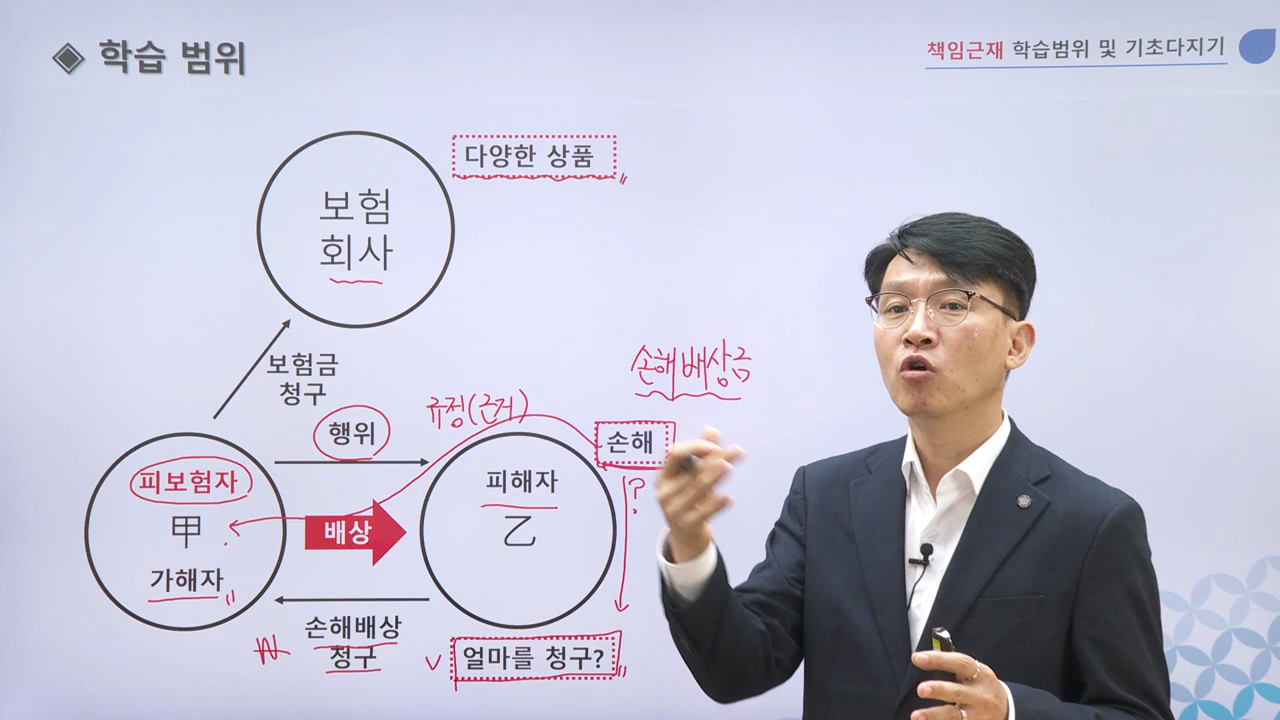 학습 범위
책임근재 학습범위 및 기초다지기
다양한 상품
보험
회사
보험금
청구
손해배상금
규정(근거)
행위
손해
?
피보험자
甲
가해자
배상
피해자
乙
손해배상
청구
₩
얼마를 청구?